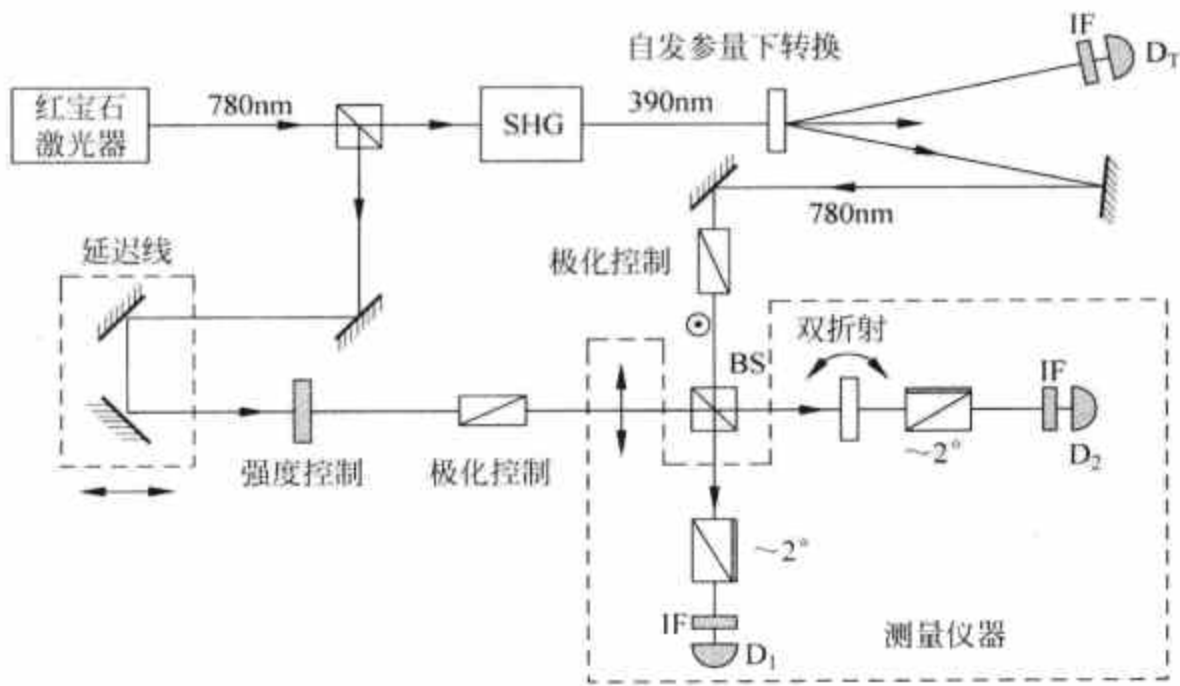 IF
D_T
自发参量下转换
红宝石
激光器
780nm
SHG
390nm
780nm
延迟线
极化控制
双折射
BS
IF
D₂
~2°
强度控制
极化控制
~2°
IF
D₁
测量仪器